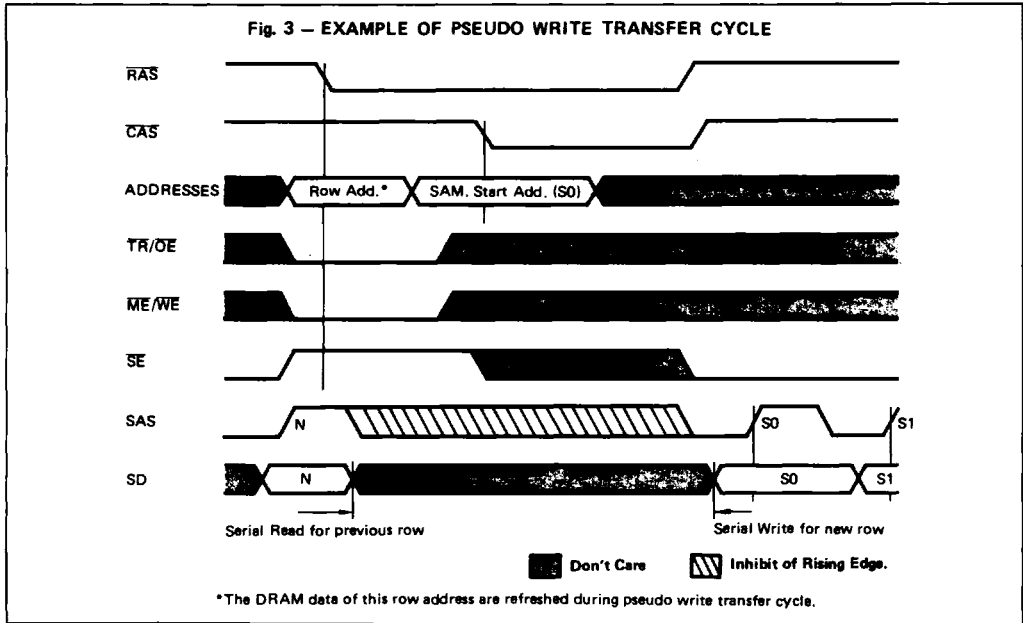 Fig. 3 – EXAMPLE OF PSEUDO WRITE TRANSFER CYCLE
RAS
CAS
ADDRESSES
Row Add.*
SAM. Start Add. (S0)
TR/OE
ME/WE
SE
SAS
N
S0
S1
SD
N
S0
S1
Serial Read for previous row
Serial Write for new row
Don't Care
Inhibit of Rising Edge.
*The DRAM data of this row address are refreshed during pseudo write transfer cycle.